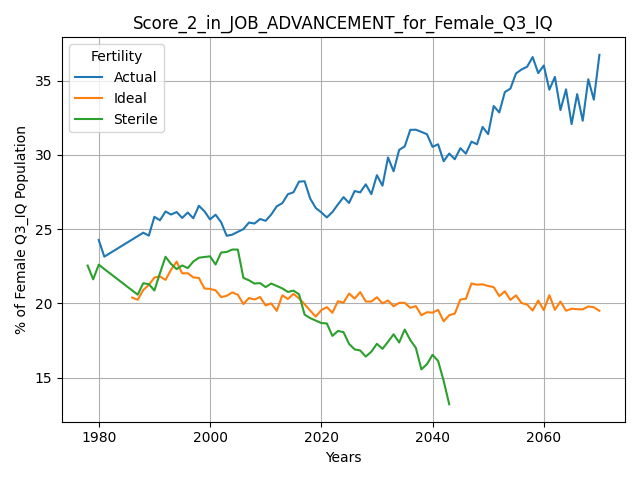 Score_2_in_JOB_ADVANCEMENT_for_Female_Q3_IQ
Fertility
Actual
Ideal
Sterile
% of Female Q3_IQ Population
35
30
25
20
15
1980
2000
2020
2040
2060
Years